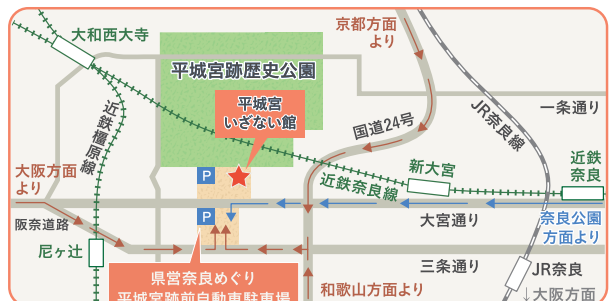 大和西大寺
京都方面
より
平城宮跡歴史公園
平城宮
いざない館
一条通り
近鉄橿原線
国道24号
JR奈良線
大阪方面
より
近鉄奈良線
新大宮
近鉄
奈良
P
P
阪奈道路
大宮通り
奈良公園
方面より
尼ヶ辻
三条通り
県営奈良めぐり
平城宮跡前自動車駐車場
和歌山方面より
JR奈良
↓大阪方面